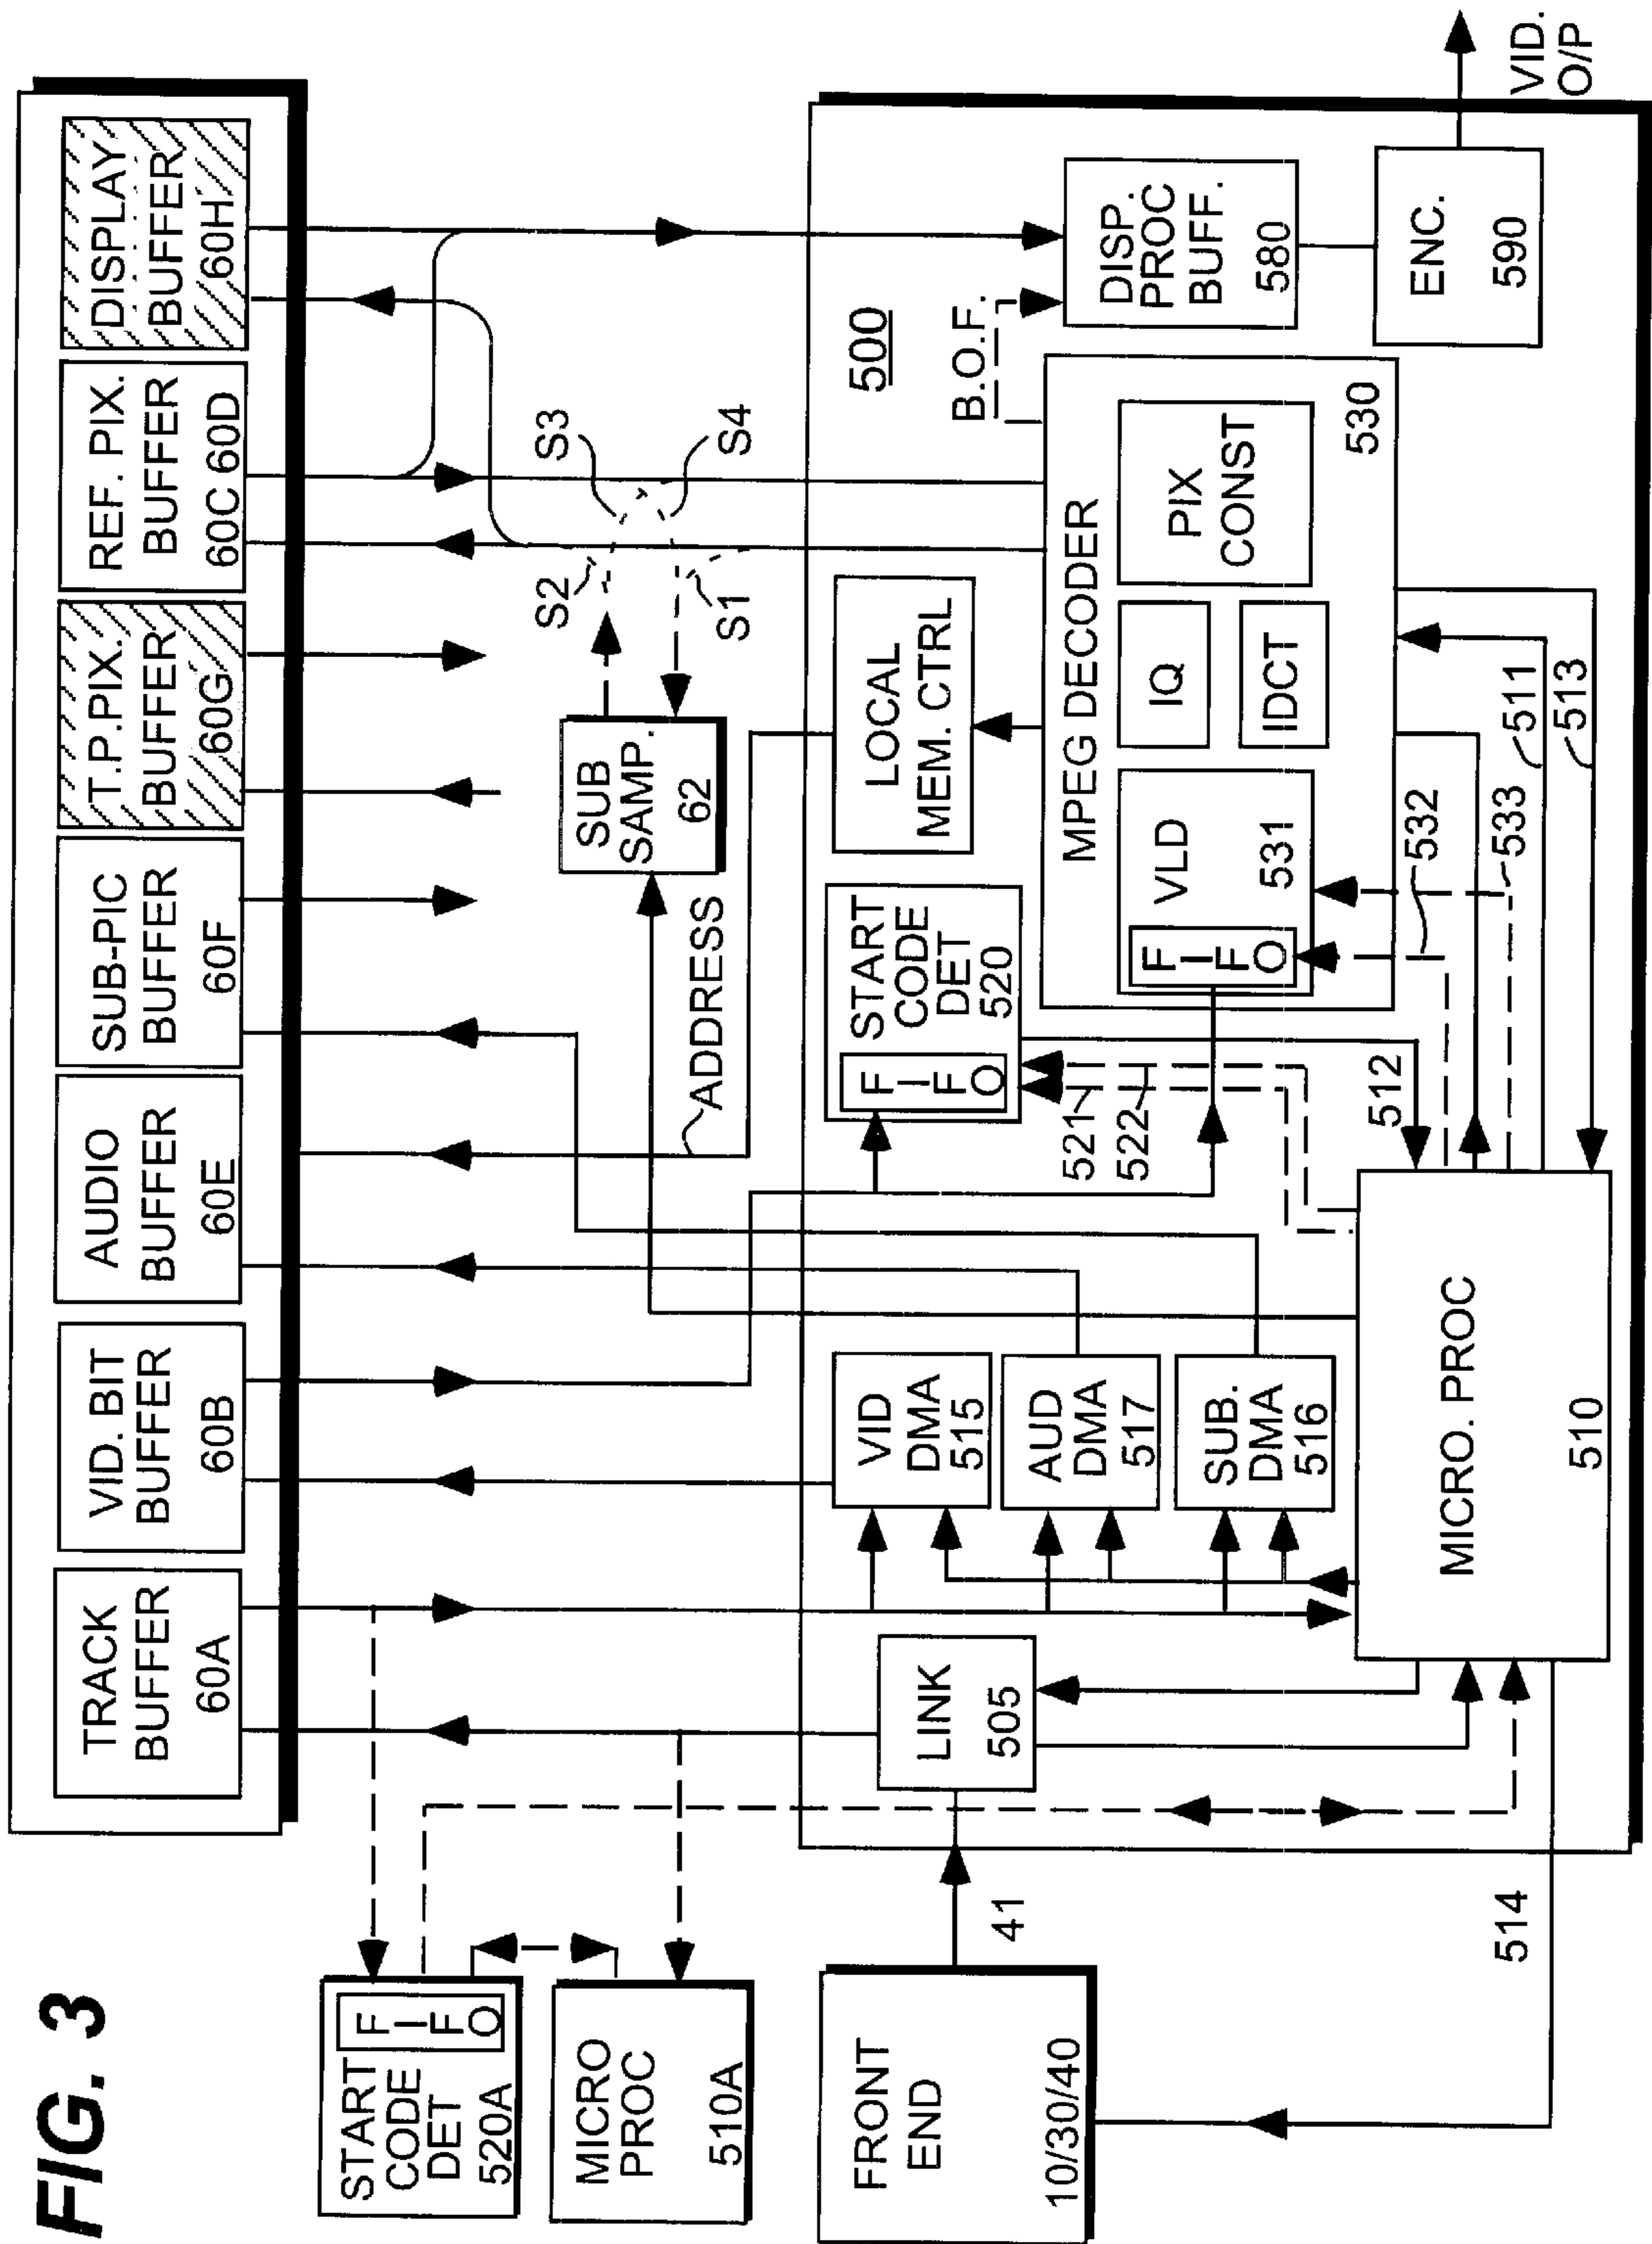 FIG. 3
TRACK
BUFFER
60A
VID. BIT
BUFFER
60B
AUDIO
BUFFER
60E
SUB-PIC
BUFFER
60F
T.P.PIX.
BUFFER
60G
REF. PIX.
BUFFER
60C 60D
DISPLAY
BUFFER
60H
START
CODE
DET
520A
FIFO
MICRO
PROC
510A
SUB
SAMP.
62
S2
S3
S1
S4
ADDRESS
FRONT
END
10/30/40
41
514
500
LINK
505
VID
DMA
515
AUD
DMA
517
SUB.
DMA
516
MICRO. PROC
510
START
CODE
DET
520
FIFO
521
522
512
LOCAL
MEM. CTRL
MPEG DECODER
530
VLD
531
FIFO
IQ
IDCT
PIX
CONST
532
533
511
513
B.O.F.
DISP.
PROC
BUFF.
580
ENC.
590
VID.
O/P